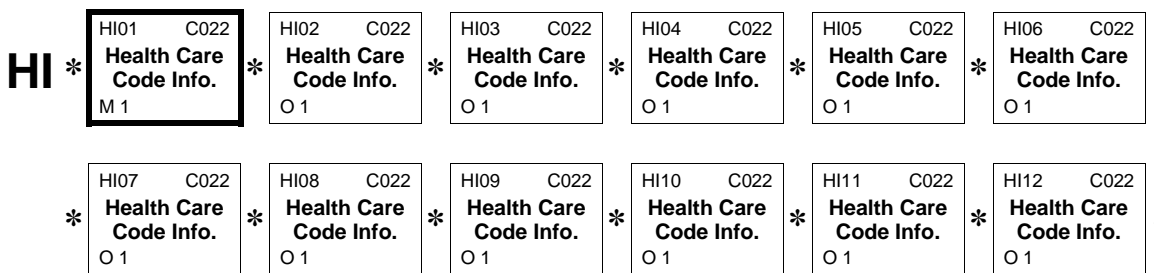 HI01 C022 HI02 C022 HI03 C022 HI04 C022 HI05 C022 HI06 C022
HI * Health Care * Health Care * Health Care * Health Care * Health Care * Health Care
Code Info. Code Info. Code Info. Code Info. Code Info. Code Info.
M 1 O 1 O 1 O 1 O 1 O 1
HI07 C022 HI08 C022 HI09 C022 HI10 C022 HI11 C022 HI12 C022
* Health Care * Health Care * Health Care * Health Care * Health Care * Health Care
Code Info. Code Info. Code Info. Code Info. Code Info. Code Info.
O 1 O 1 O 1 O 1 O 1 O 1